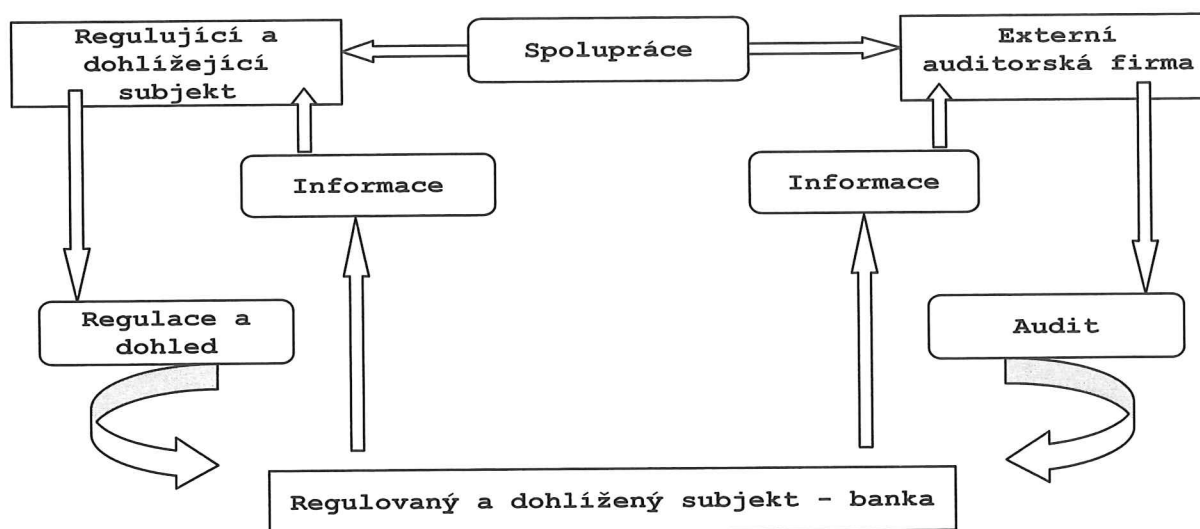 Regulující a
dohlížející
subjekt
Spolupráce
Externí
auditorská firma
Informace
Informace
Regulace a
dohled
Audit
Regulovaný a dohlížený subjekt – banka